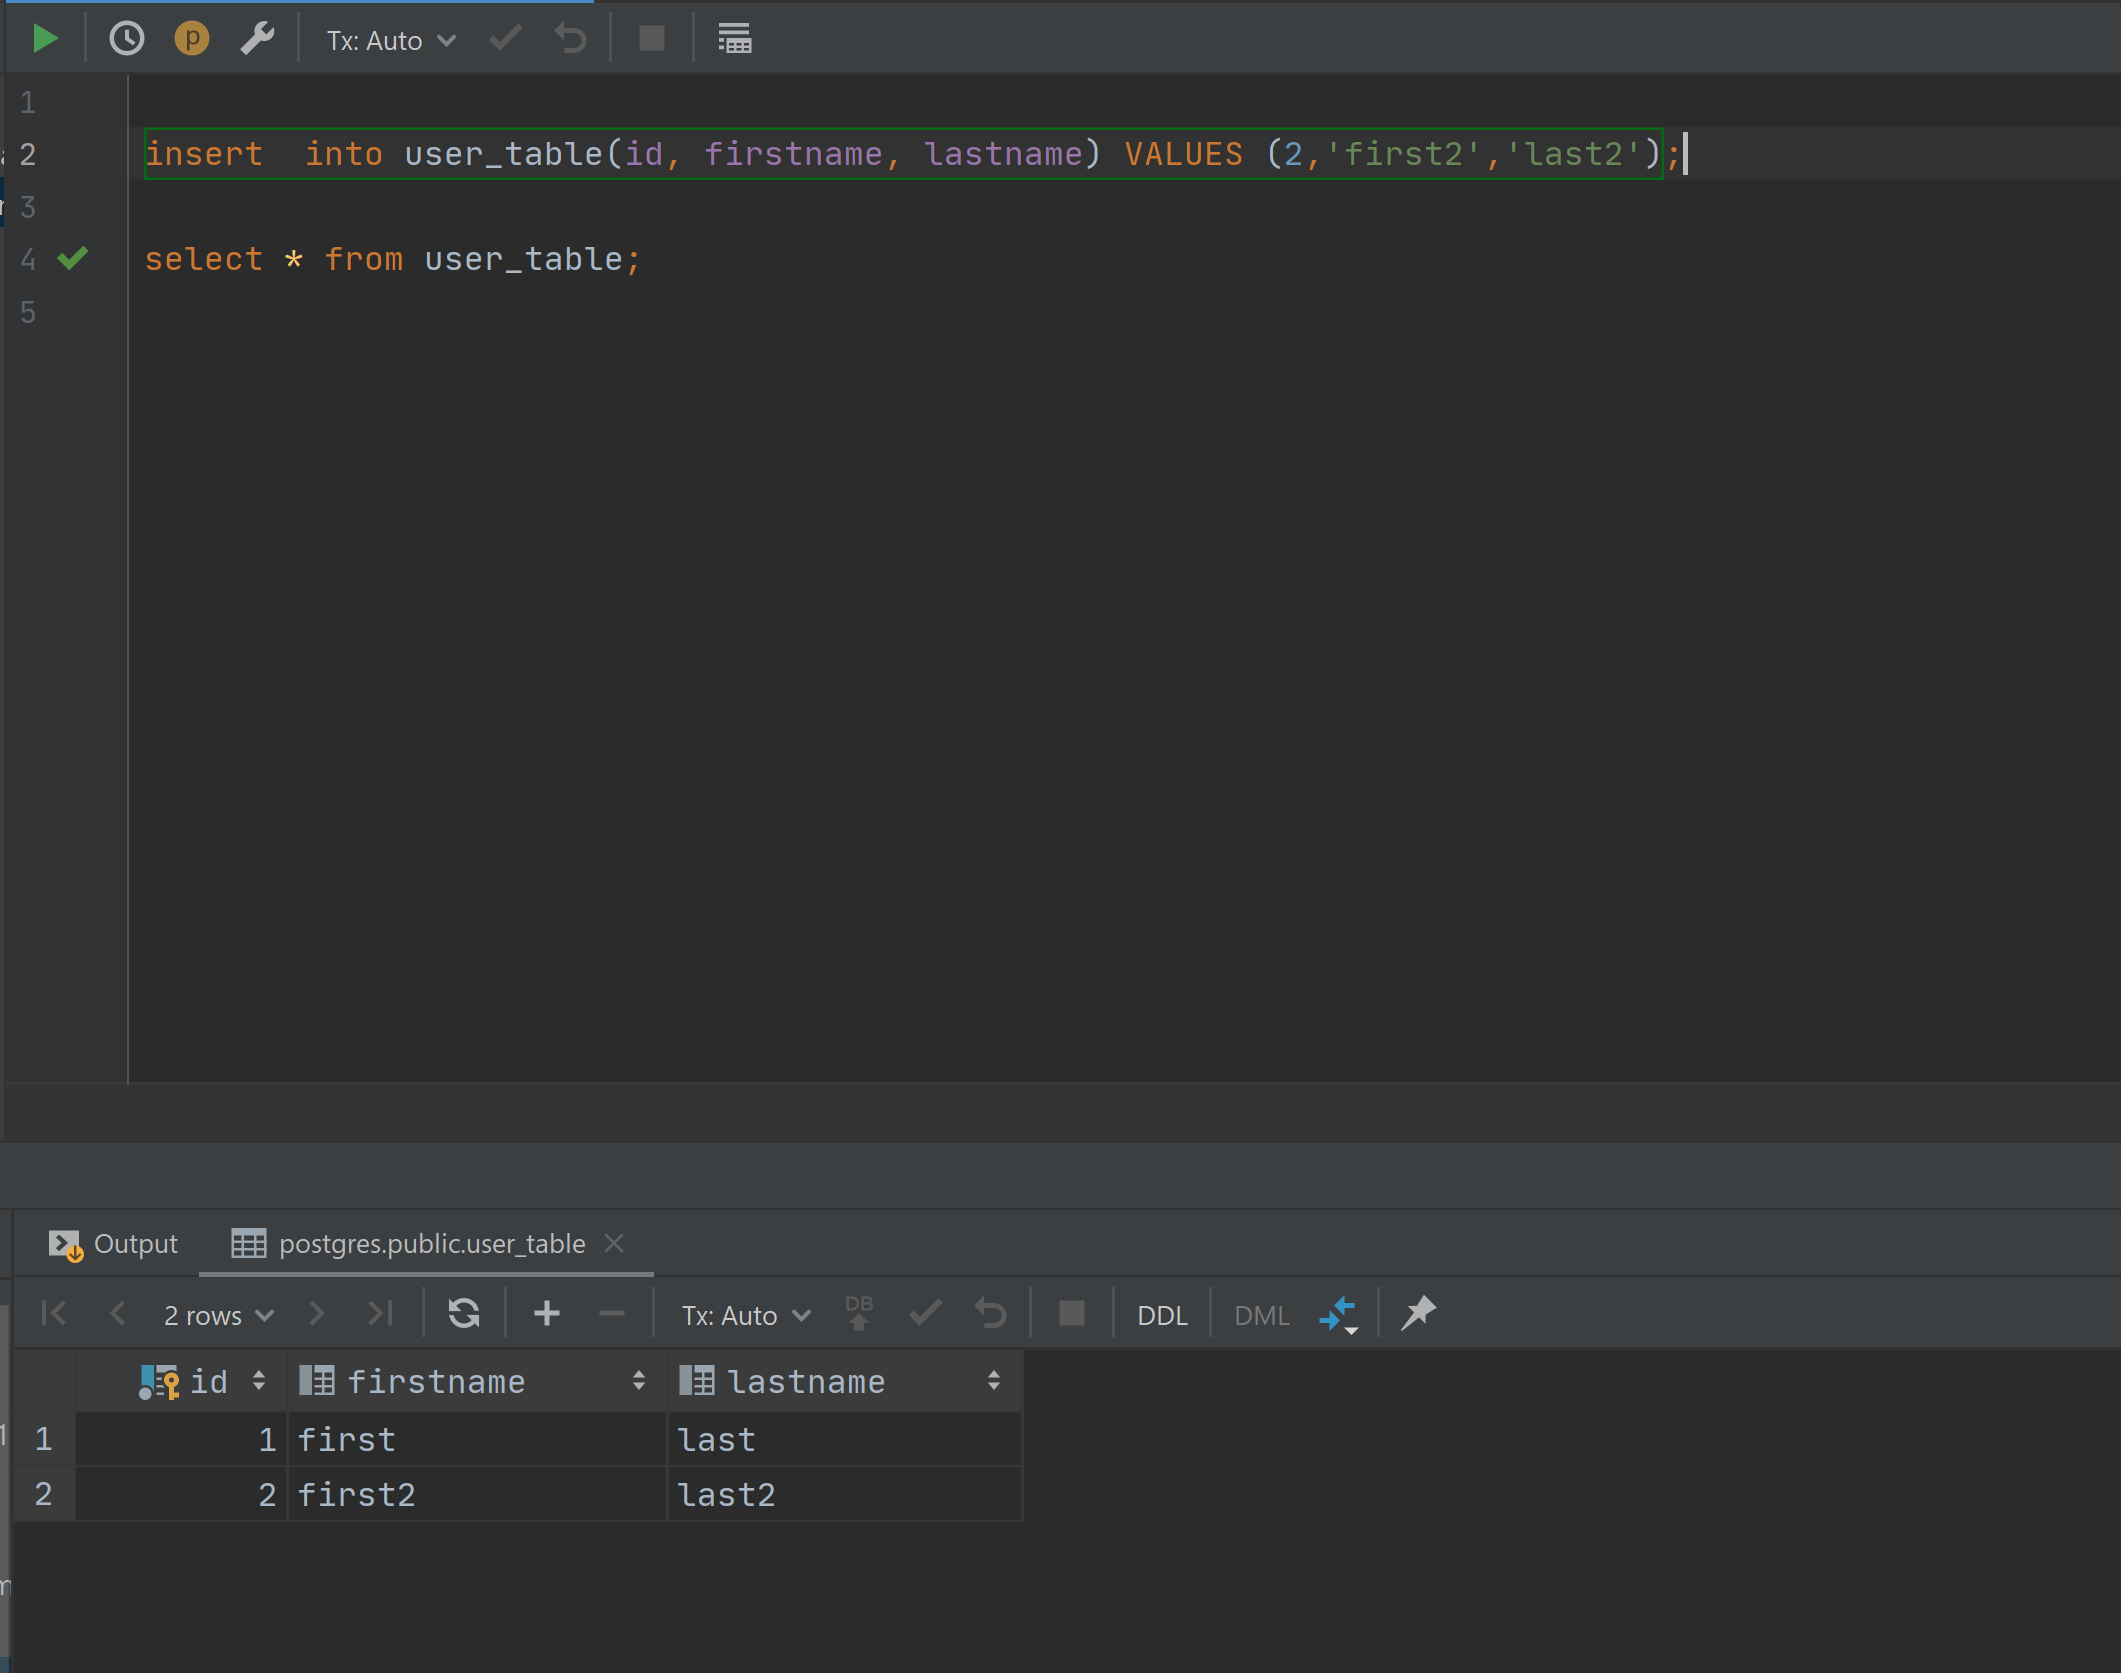 p Tx: Auto
1
2 insert  into user_table(id, firstname, lastname) VALUES (2,'first2','last2');
3
4 select * from user_table;
5
Output postgres.public.user_table
2 rows Tx: Auto DB DDL DML
id firstname lastname
1 1 first last
2 2 first2 last2